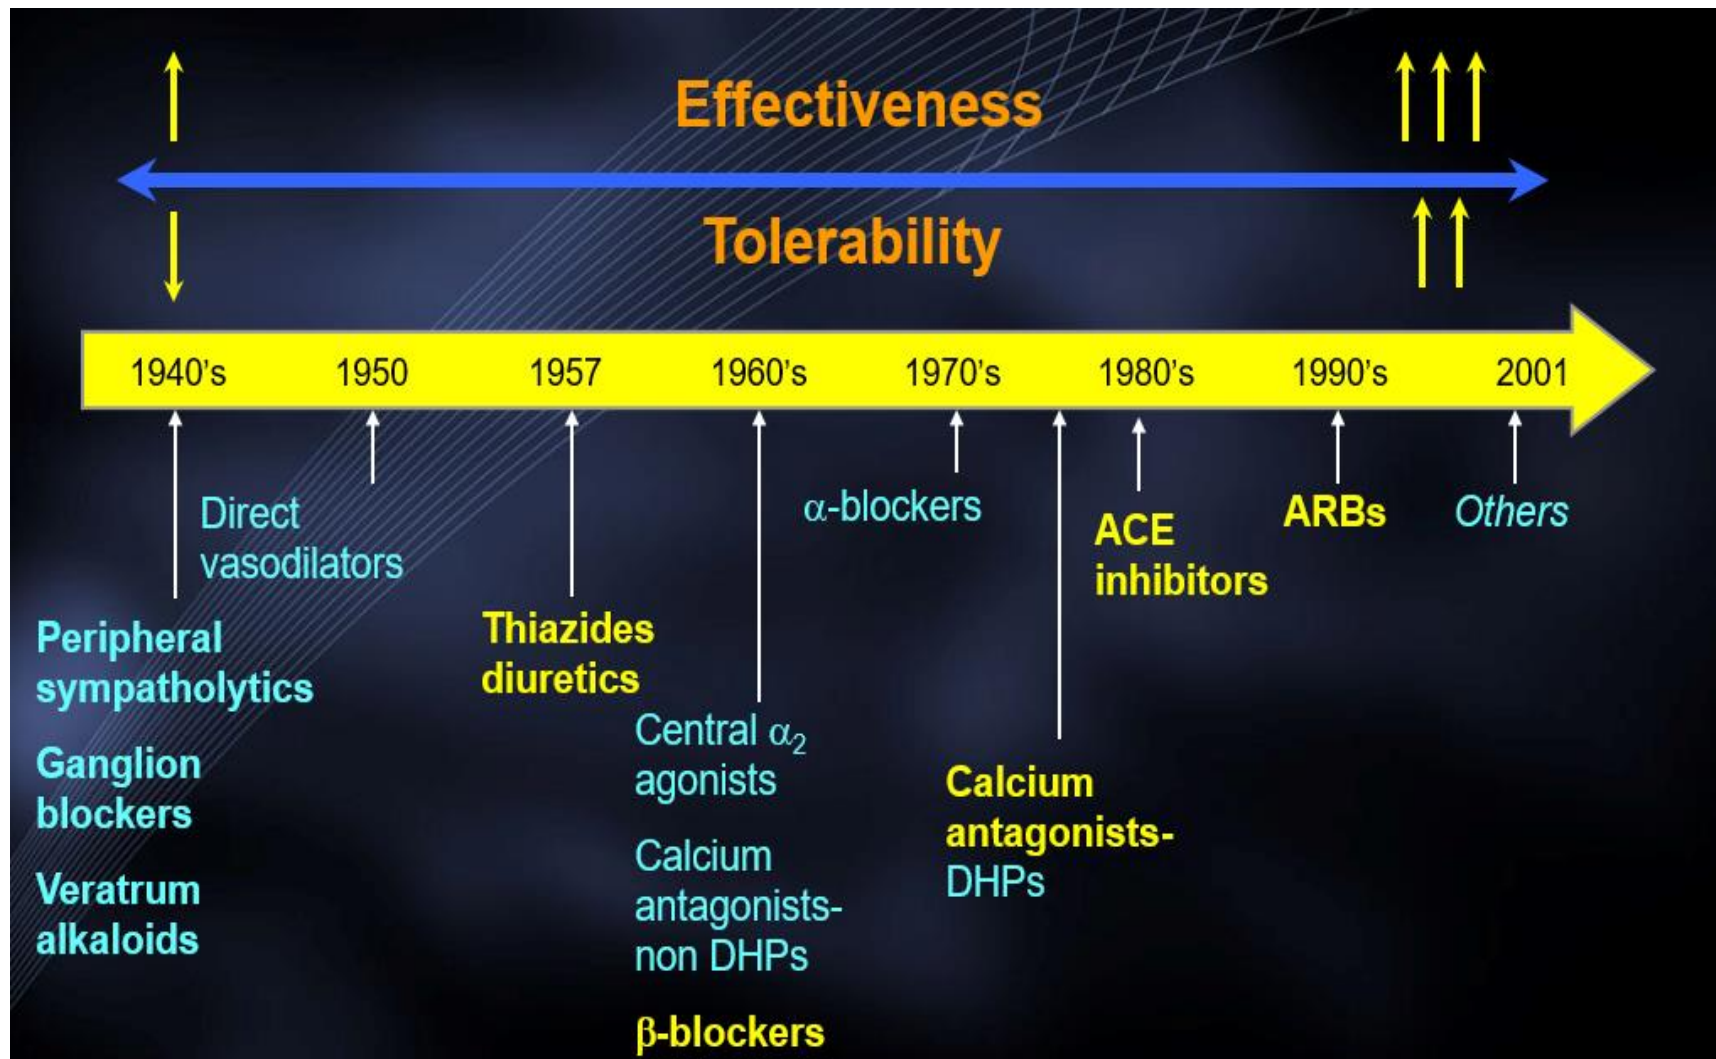 Effectiveness
Tolerability
1940's 1950 1957 1960's 1970's 1980's 1990's 2001
Direct
vasodilators
Peripheral
sympatholytics
Ganglion
blockers
Veratrum
alkaloids
Thiazides
diuretics
Central α₂
agonists
Calcium
antagonists-
non DHPs
β-blockers
α-blockers
Calcium
antagonists-
DHPs
ACE
inhibitors
ARBs
Others